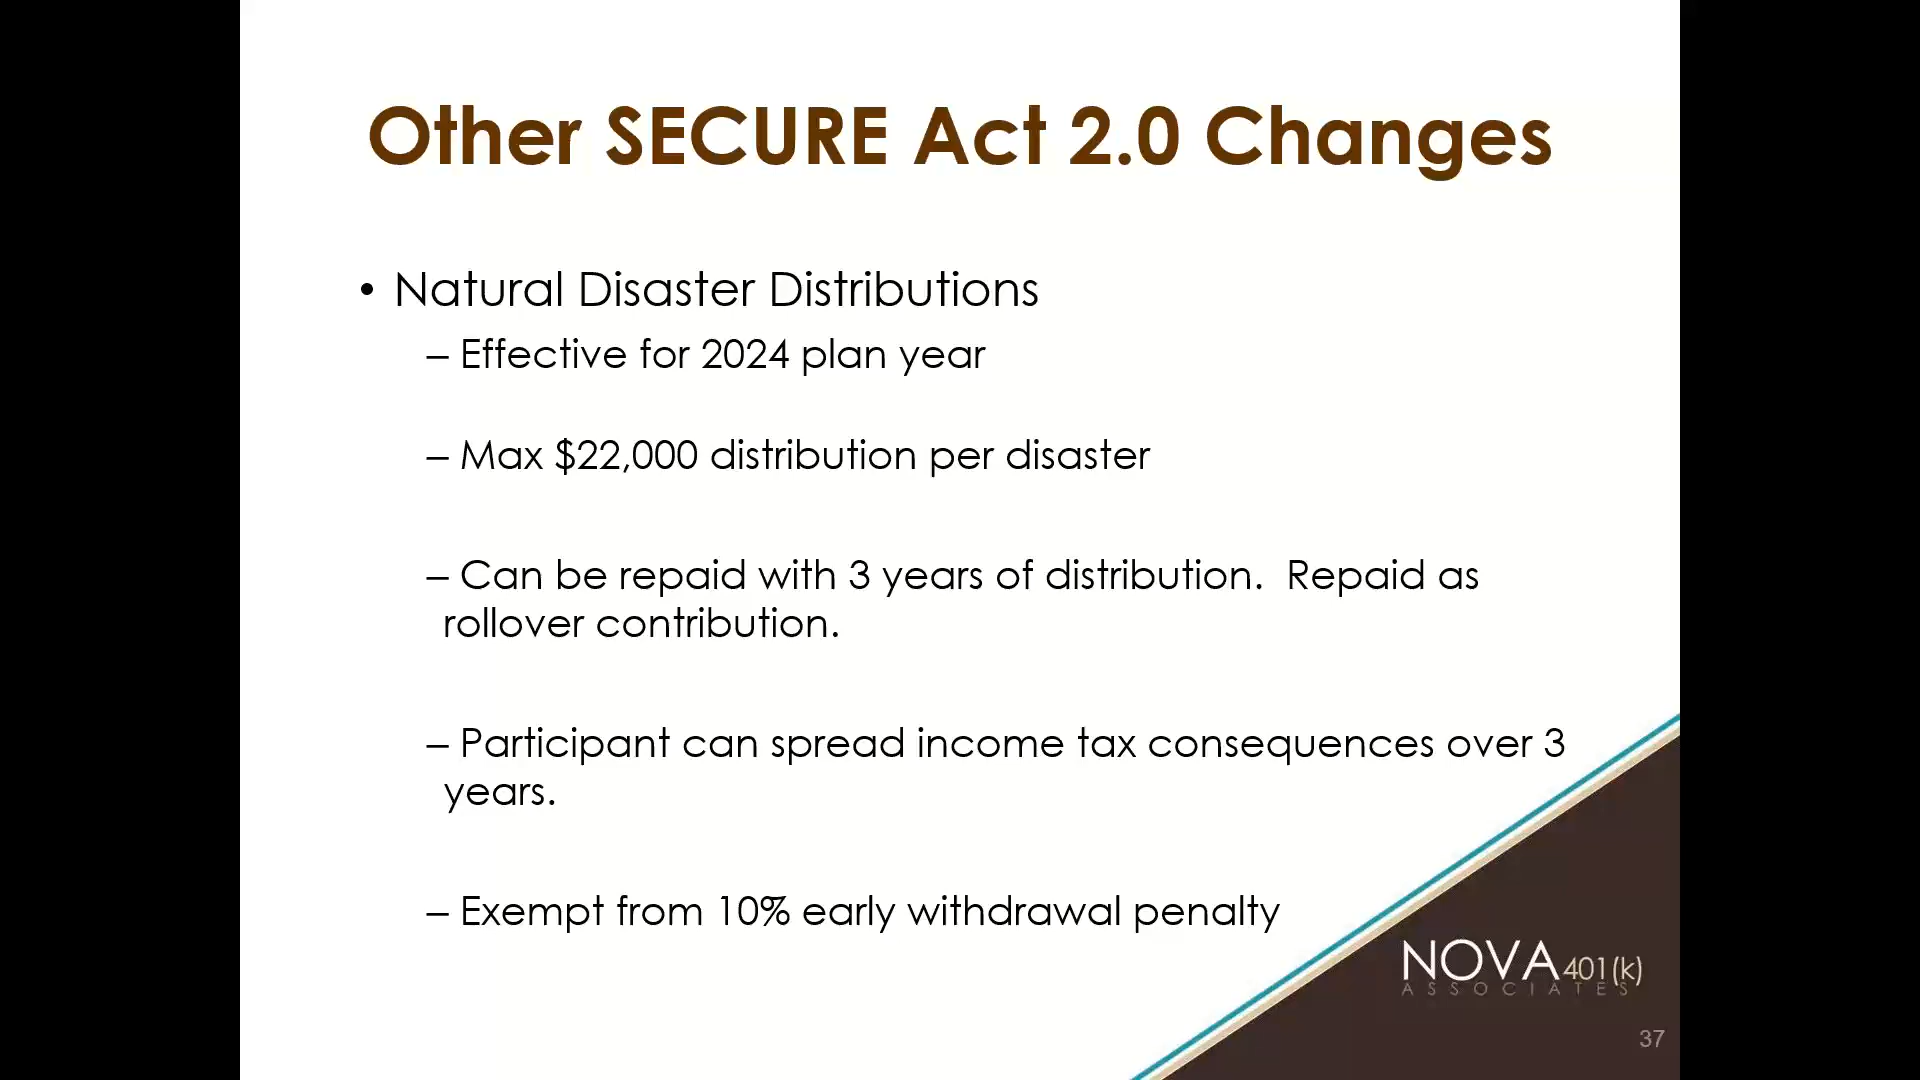 Other SECURE Act 2.0 Changes
• Natural Disaster Distributions
– Effective for 2024 plan year
– Max $22,000 distribution per disaster
– Can be repaid with 3 years of distribution.  Repaid as
rollover contribution.
– Participant can spread income tax consequences over 3
years.
– Exempt from 10% early withdrawal penalty
NOVA 401(k)
ASSOCIATES
37